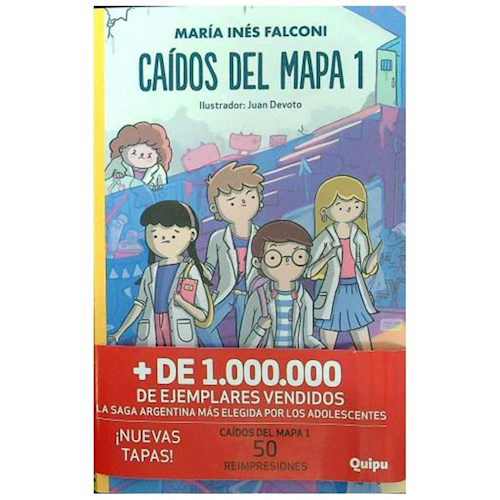 MARÍA INÉS FALCONI
CAÍDOS DEL MAPA 1
Ilustrador: Juan Devoto
+ DE 1.000.000
DE EJEMPLARES VENDIDOS
LA SAGA ARGENTINA MÁS ELEGIDA POR LOS ADOLESCENTES
¡NUEVAS
TAPAS!
CAÍDOS DEL MAPA 1
50
REIMPRESIONES
Quipu